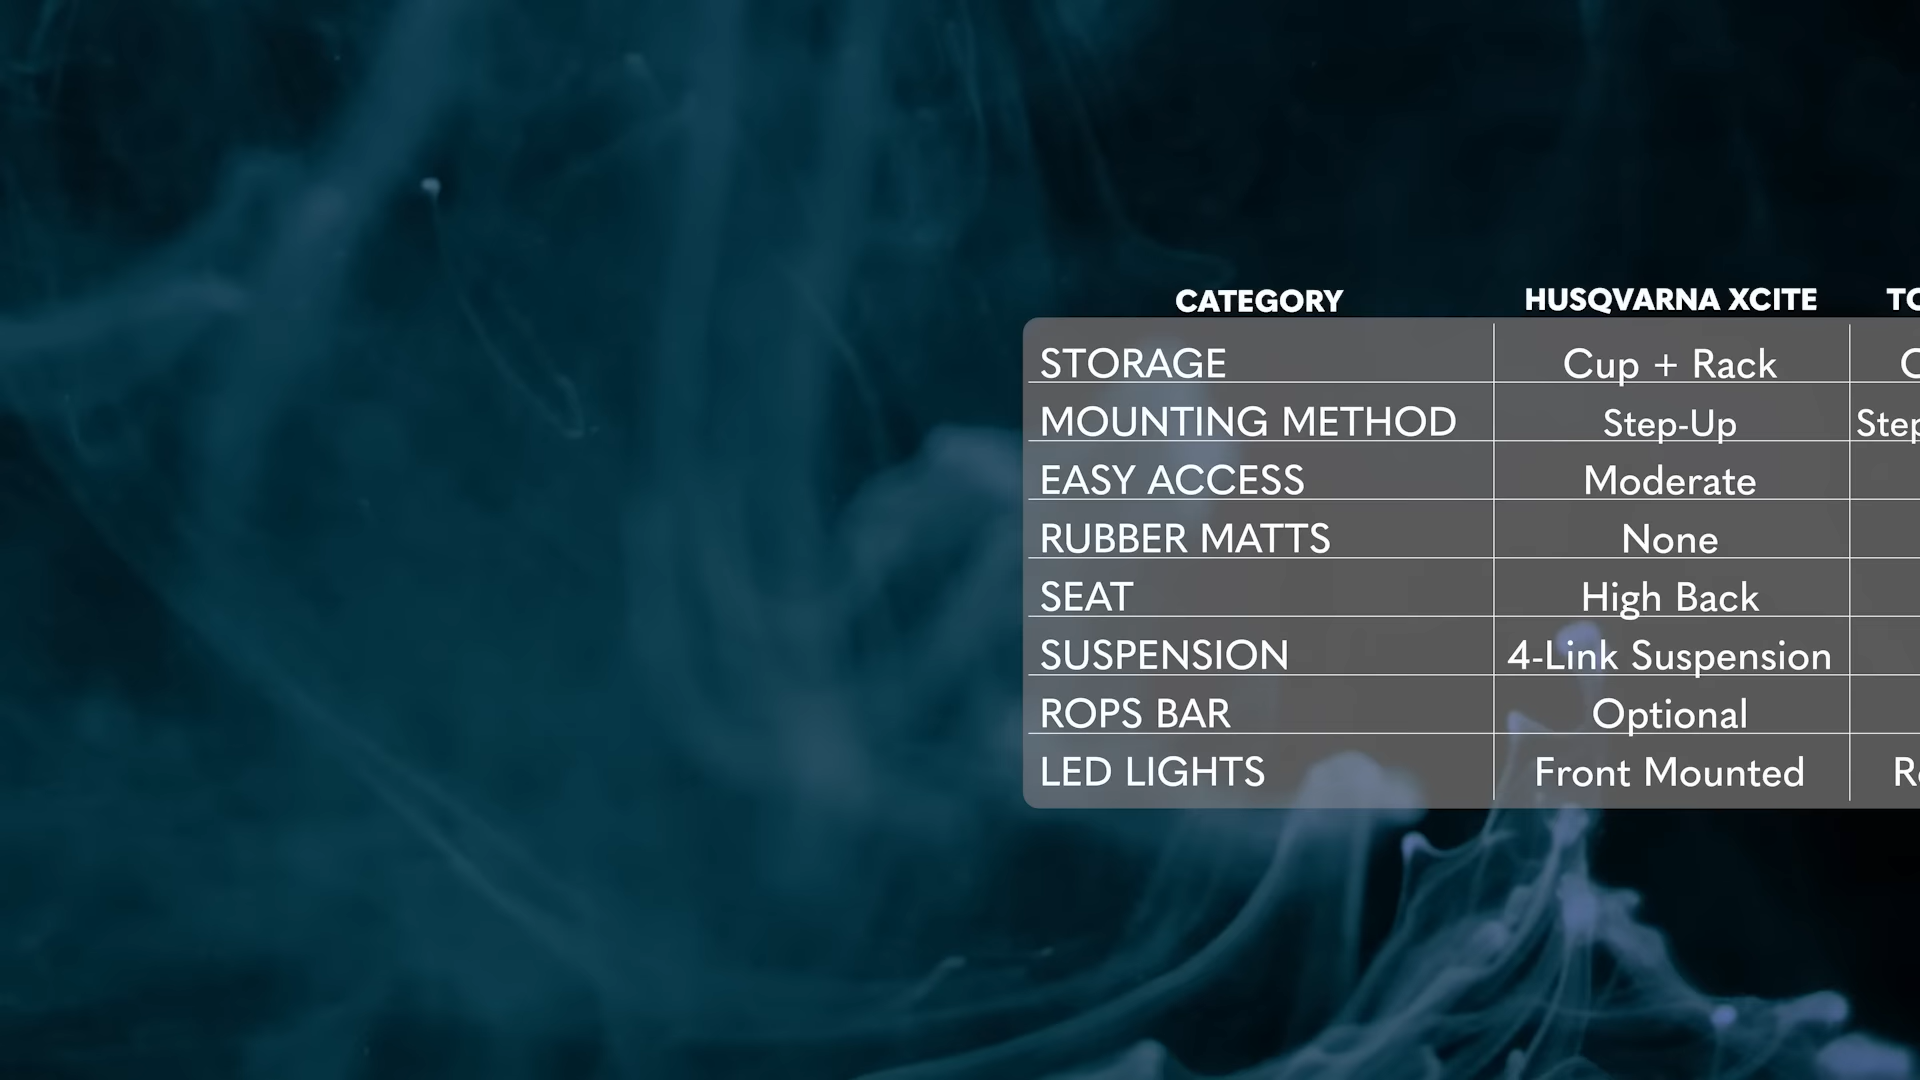 CATEGORY HUSQVARNA XCITE
STORAGE Cup + Rack
MOUNTING METHOD Step-Up
EASY ACCESS Moderate
RUBBER MATTS None
SEAT High Back
SUSPENSION 4-Link Suspension
ROPS BAR Optional
LED LIGHTS Front Mounted